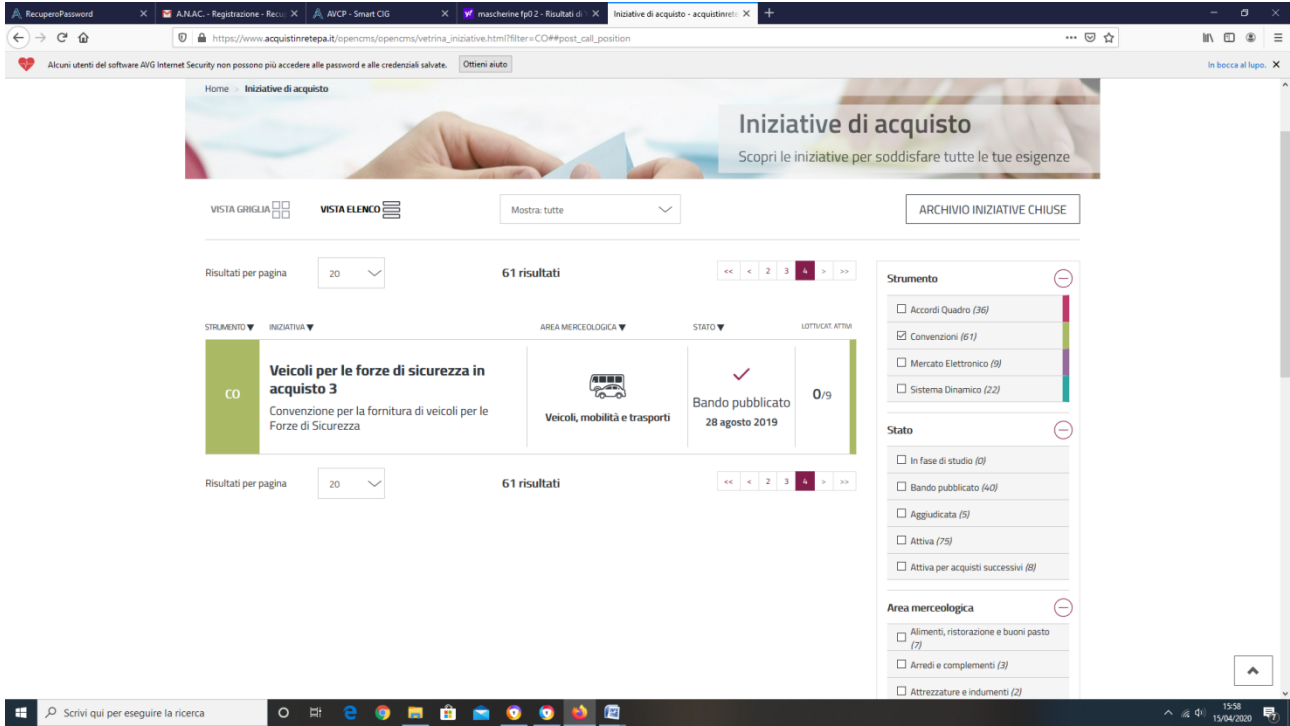 RecuperoPassword
A.N.AC. - Registrazione - Recu
AVCP - Smart CIG
mascherine fp0 2 - Risultati di
Iniziative di acquisto - acquistinrete
https://www.acquistinretepa.it/opencms/opencms/vetrina_iniziative.html?filter=CO##post_call_position
Alcuni utenti del software AVG Internet Security non possono più accedere alle password e alle credenziali salvate. Ottieni aiuto
In bocca al lupo.
Home > Iniziative di acquisto
Iniziative di acquisto
Scopri le iniziative per soddisfare tutte le tue esigenze
VISTA GRIGLIA
VISTA ELENCO
Mostra: tutte
ARCHIVIO INIZIATIVE CHIUSE
Risultati per pagina
20
61 risultati
<< < 2 3 4 > >>
STRUMENTO▼ INIZIATIVA▼ AREA MERCEOLOGICA▼ STATO▼ LOTTI/CAT. ATTIVI
CO
Veicoli per le forze di sicurezza in
acquisto 3
Convenzione per la fornitura di veicoli per le
Forze di Sicurezza
Veicoli, mobilità e trasporti
Bando pubblicato
28 agosto 2019
0/9
Risultati per pagina
20
61 risultati
<< < 2 3 4 > >>
Strumento
Accordi Quadro (36)
Convenzioni (61)
Mercato Elettronico (9)
Sistema Dinamico (22)
Stato
In fase di studio (0)
Bando pubblicato (40)
Aggiudicata (5)
Attiva (75)
Attiva per acquisti successivi (8)
Area merceologica
Alimenti, ristorazione e buoni pasto
(7)
Arredi e complementi (3)
Attrezzature e indumenti (2)
Scrivi qui per eseguire la ricerca
15:58
15/04/2020